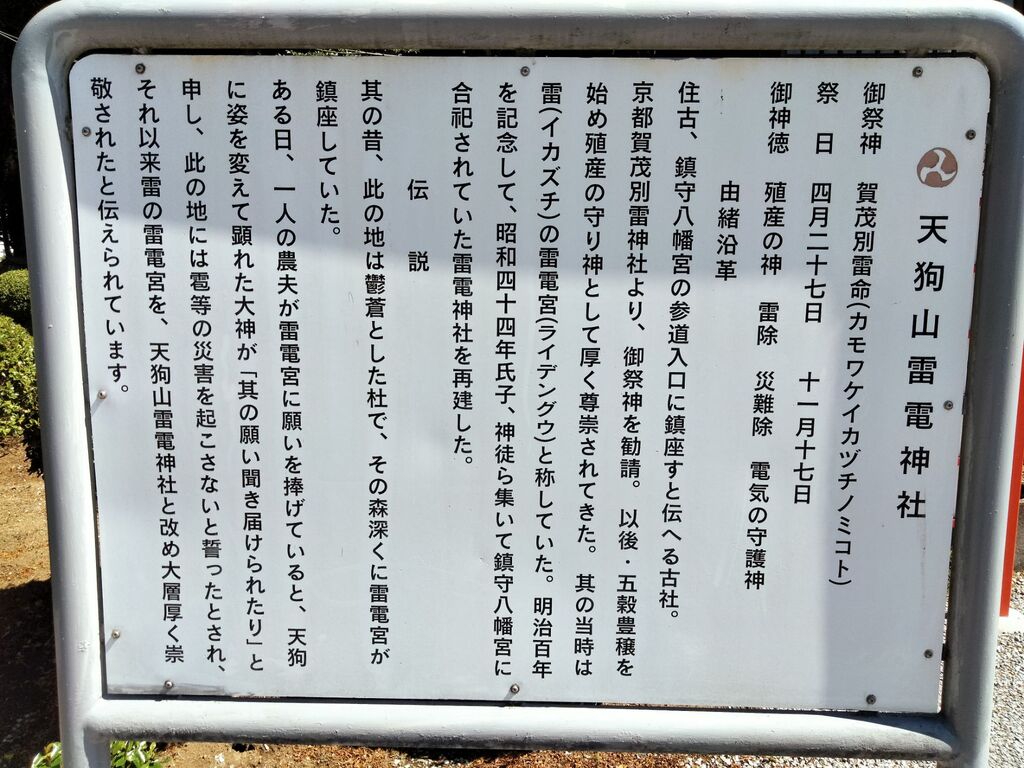 天狗山雷電神社
御祭神 賀茂別雷命(カモワケイカヅチノミコト)
祭 日 四月二十七日 十一月十七日
御神徳 殖産の神 雷除 災難除 電気の守護神
由緒沿革
住古、鎮守八幡宮の参道入口に鎮座すと伝へる古社。
京都賀茂別雷神社より、御祭神を勧請。以後・五穀豊穣を
始め殖産の守り神として厚く尊崇されてきた。其の当時は
雷(イカズチ)の雷電宮(ライデングウ)と称していた。明治百年
を記念して、昭和四十四年氏子、神徒ら集いて鎮守八幡宮に
合祀されていた雷電神社を再建した。
伝 説
其の昔、此の地は鬱蒼とした杜で、その森深くに雷電宮が
鎮座していた。
ある日、一人の農夫が雷電宮に願いを捧げていると、天狗
に姿を変えて顕れた大神が「其の願い聞き届けられたり」と
申し、此の地には雹等の災害を起こさないと誓ったとされ、
それ以来雷の雷電宮を、天狗山雷電神社と改め大層厚く崇
敬されたと伝えられています。